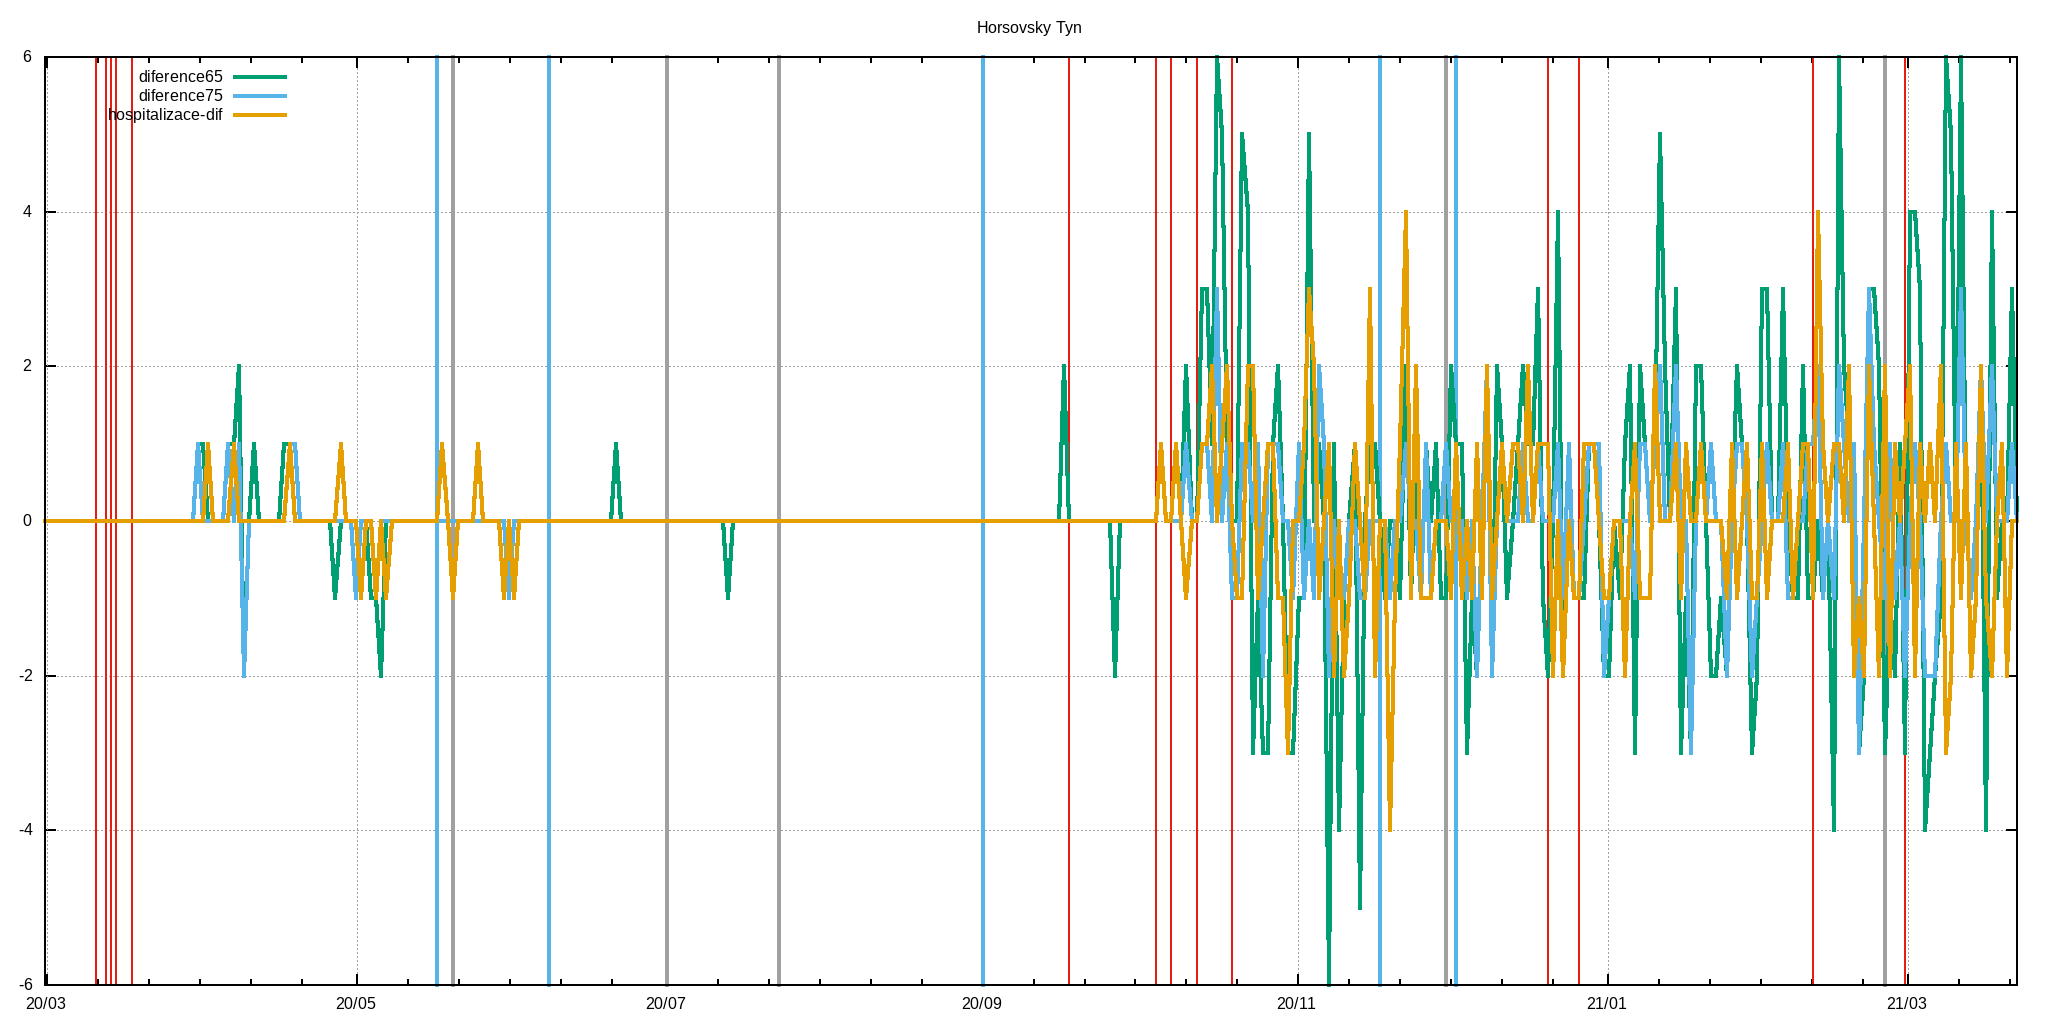 Horsovsky Tyn
6
diference65
diference75
hospitalizace-dif
4
2
0
-2
-4
-6
20/03 20/05 20/07 20/09 20/11 21/01 21/03